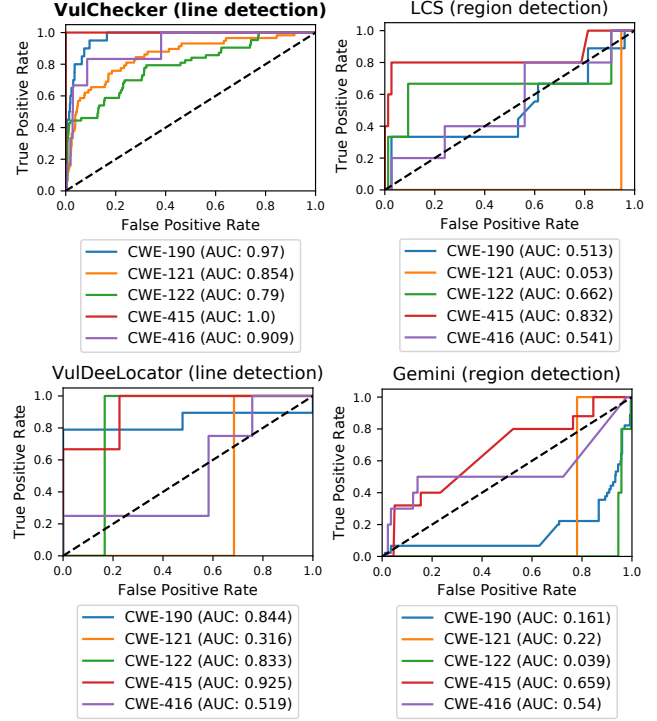 VulChecker (line detection)
True Positive Rate
1.0
0.8
0.6
0.4
0.2
0.0
0.0 0.2 0.4 0.6 0.8 1.0
False Positive Rate
CWE-190 (AUC: 0.97)
CWE-121 (AUC: 0.854)
CWE-122 (AUC: 0.79)
CWE-415 (AUC: 1.0)
CWE-416 (AUC: 0.909)
LCS (region detection)
True Positive Rate
1.0
0.8
0.6
0.4
0.2
0.0
0.0 0.2 0.4 0.6 0.8 1.0
False Positive Rate
CWE-190 (AUC: 0.513)
CWE-121 (AUC: 0.053)
CWE-122 (AUC: 0.662)
CWE-415 (AUC: 0.832)
CWE-416 (AUC: 0.541)
VulDeeLocator (line detection)
True Positive Rate
1.0
0.8
0.6
0.4
0.2
0.0
0.0 0.2 0.4 0.6 0.8 1.0
False Positive Rate
CWE-190 (AUC: 0.844)
CWE-121 (AUC: 0.316)
CWE-122 (AUC: 0.833)
CWE-415 (AUC: 0.925)
CWE-416 (AUC: 0.519)
Gemini (region detection)
True Positive Rate
1.0
0.8
0.6
0.4
0.2
0.0
0.0 0.2 0.4 0.6 0.8 1.0
False Positive Rate
CWE-190 (AUC: 0.161)
CWE-121 (AUC: 0.22)
CWE-122 (AUC: 0.039)
CWE-415 (AUC: 0.659)
CWE-416 (AUC: 0.54)